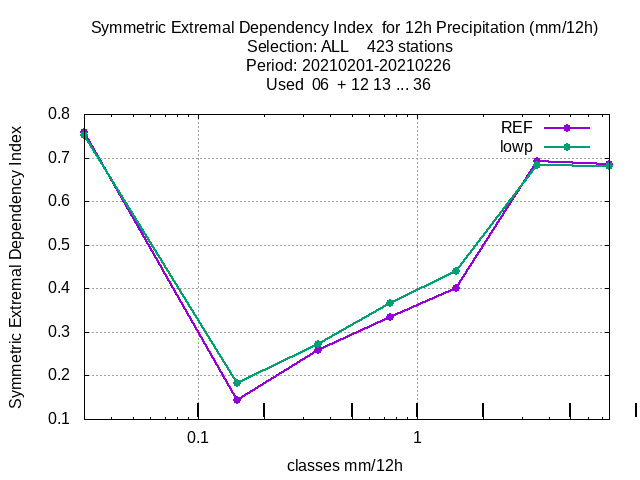 Symmetric Extremal Dependency Index  for 12h Precipitation (mm/12h)
Selection: ALL    423 stations
Period: 20210201-20210226
Used  06  + 12 13 ... 36
REF
lowp
Symmetric Extremal Dependency Index
0.8
0.7
0.6
0.5
0.4
0.3
0.2
0.1
0.1 1
classes mm/12h